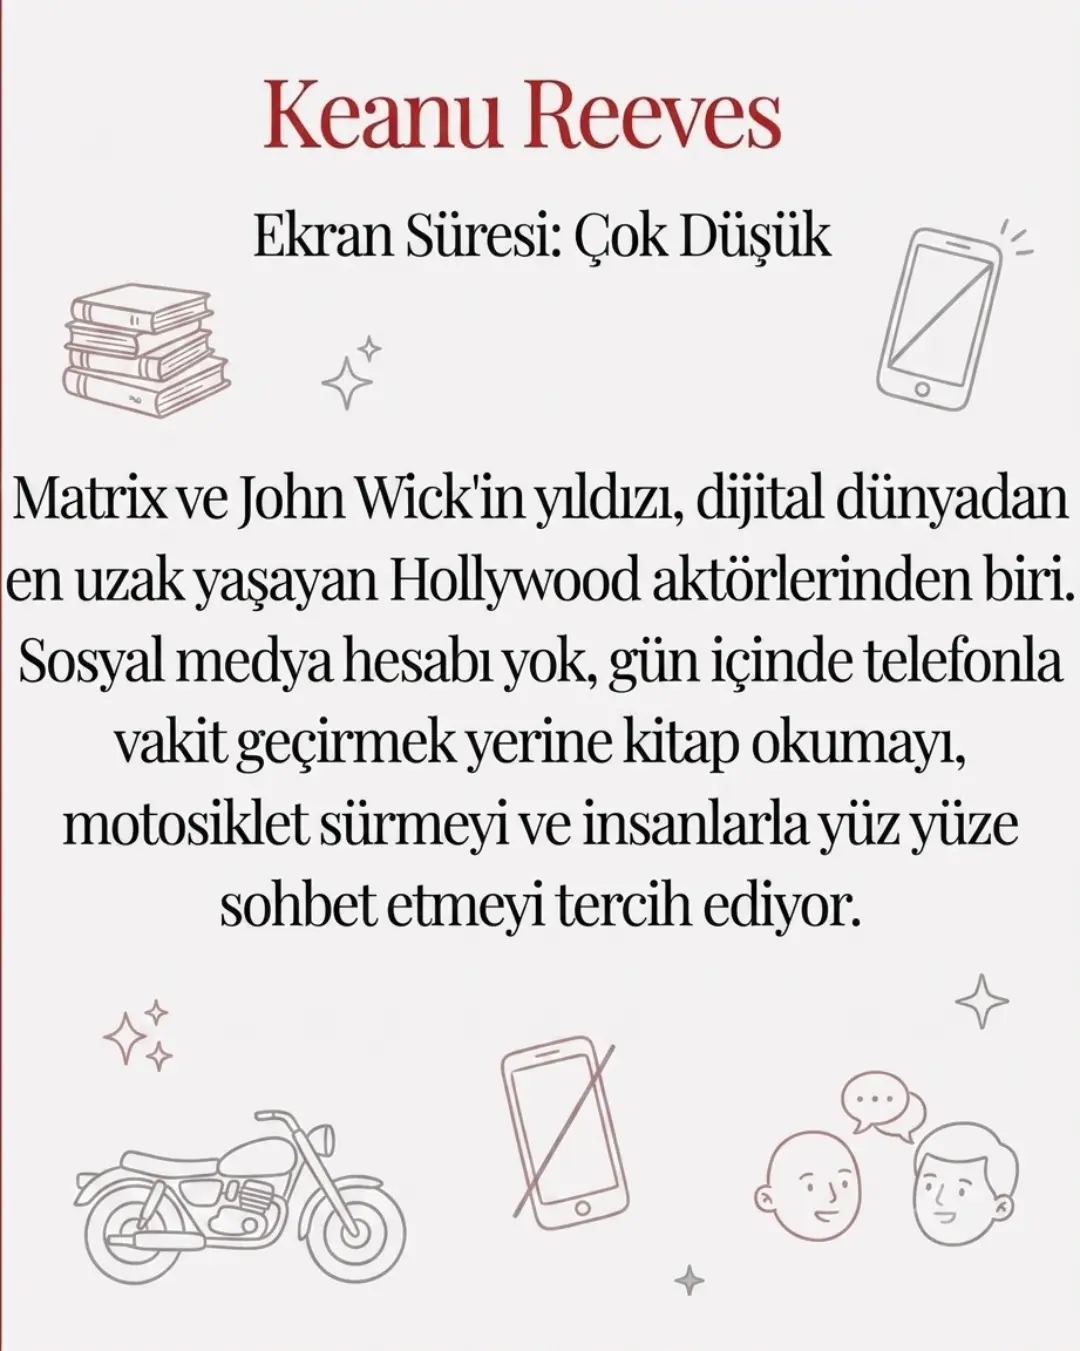 Keanu Reeves
Ekran Süresi: Çok Düşük
Matrix ve John Wick'in yıldızı, dijital dünyadan
en uzak yaşayan Hollywood aktörlerinden biri.
Sosyal medya hesabı yok, gün içinde telefonla
vakit geçirmek yerine kitap okumayı,
motosiklet sürmeyi ve insanlarla yüz yüze
sohbet etmeyi tercih ediyor.